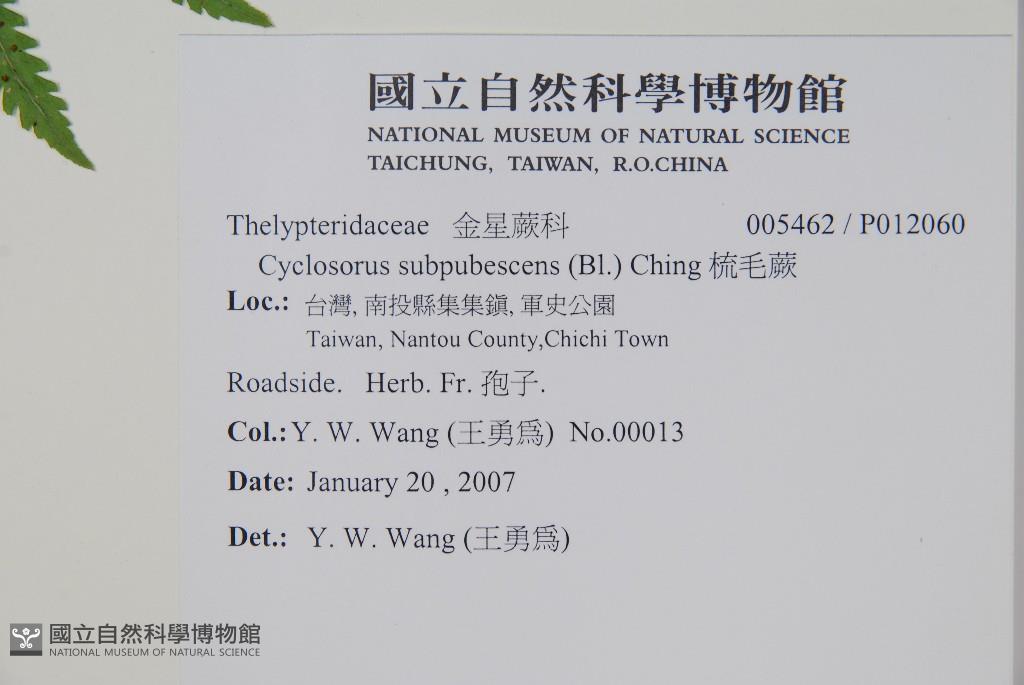 國立自然科學博物館
NATIONAL MUSEUM OF NATURAL SCIENCE
TAICHUNG, TAIWAN, R.O.CHINA
Thelypteridaceae 金星蕨科 005462 / P012060
Cyclosorus subpubescens (Bl.) Ching 梳毛蕨
Loc.: 台灣, 南投縣集集鎭, 軍史公園
Taiwan, Nantou County,Chichi Town
Roadside. Herb. Fr. 孢子.
Col.: Y. W. Wang (王勇爲) No.00013
Date: January 20 , 2007
Det.: Y. W. Wang (王勇爲)
國立自然科學博物館
NATIONAL MUSEUM OF NATURAL SCIENCE